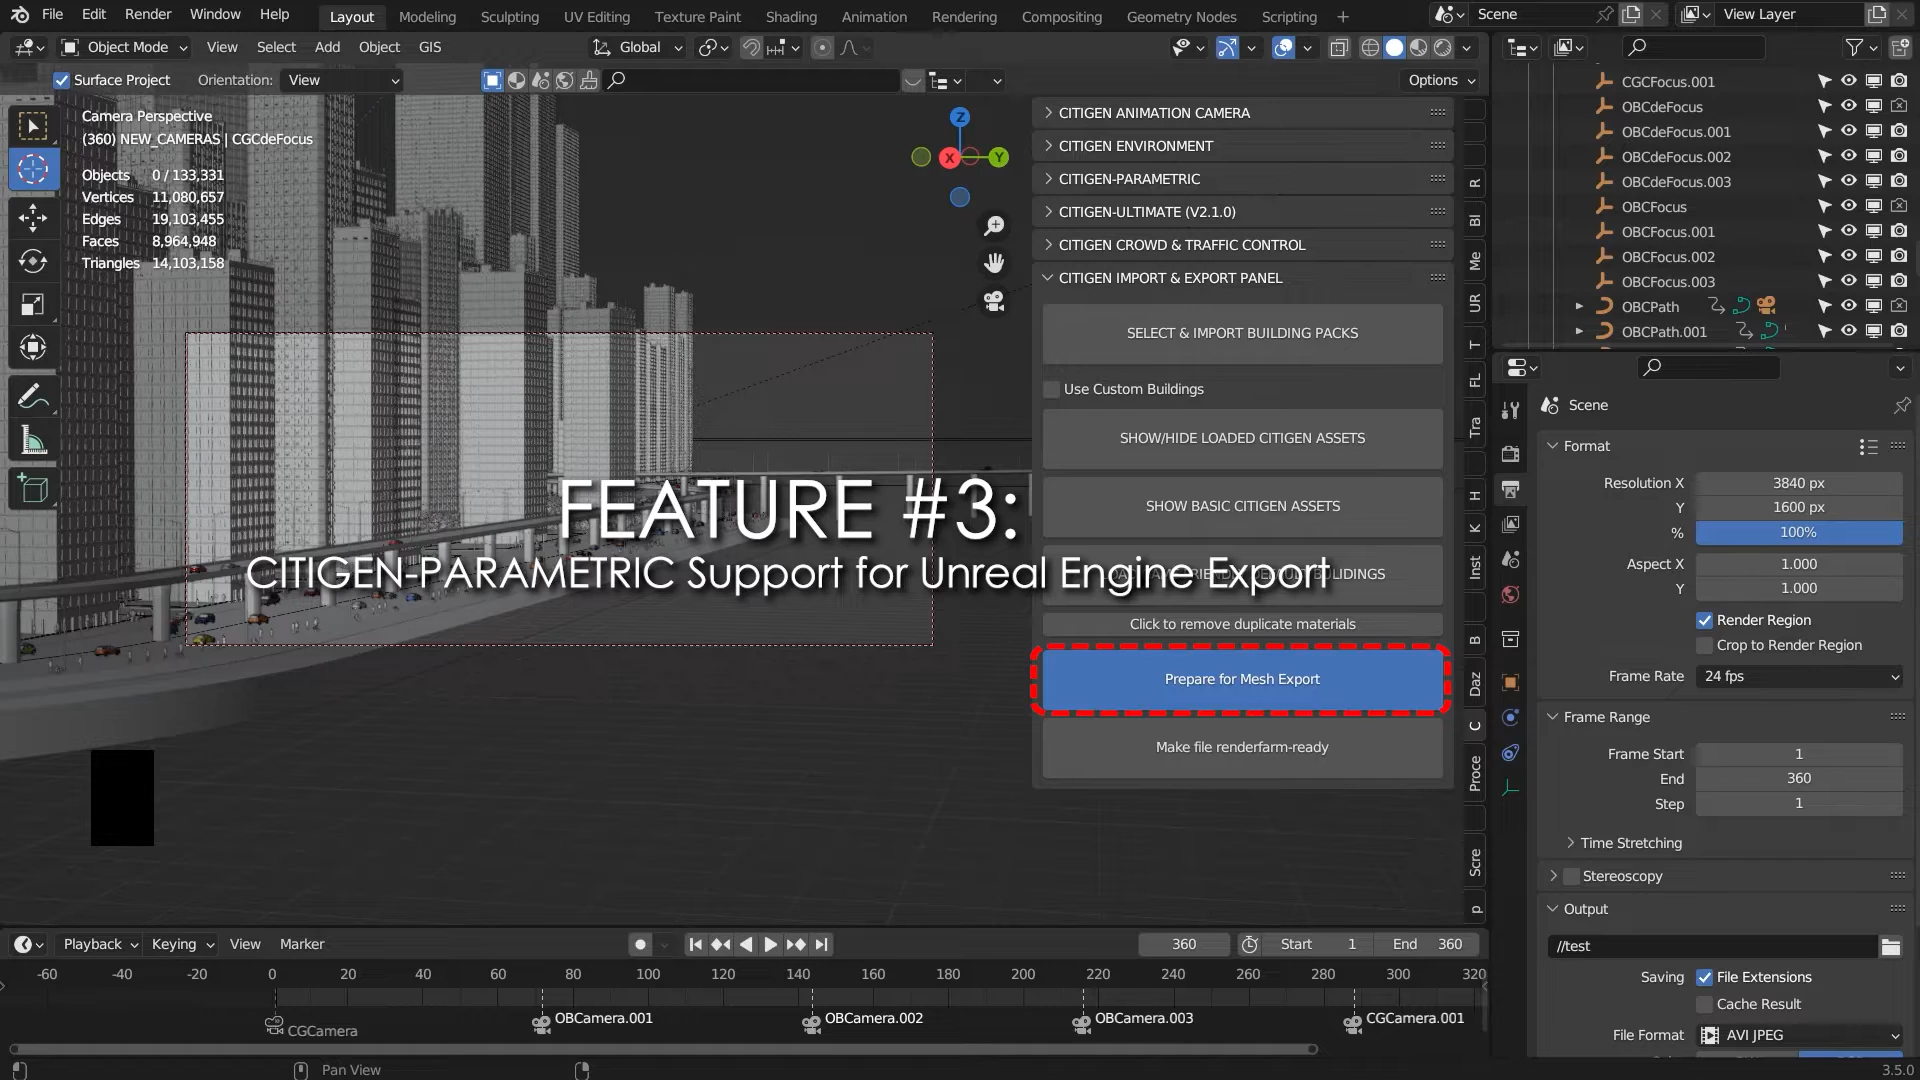 File Edit Render Window Help Layout Modeling Sculpting UV Editing Texture Paint Shading Animation Rendering Compositing Geometry Nodes Scripting + Scene View Layer
Object Mode View Select Add Object GIS Global
Surface Project Orientation: View Options
Camera Perspective
(360) NEW_CAMERAS | CGCdeFocus
Objects 0 / 133,331
Vertices 11,080,657
Edges 19,103,455
Faces 8,964,948
Triangles 14,103,158
Z
X
Y
CITIGEN ANIMATION CAMERA
CITIGEN ENVIRONMENT
CITIGEN-PARAMETRIC
CITIGEN-ULTIMATE (V2.1.0)
CITIGEN CROWD & TRAFFIC CONTROL
CITIGEN IMPORT & EXPORT PANEL
SELECT & IMPORT BUILDING PACKS
Use Custom Buildings
SHOW/HIDE LOADED CITIGEN ASSETS
SHOW BASIC CITIGEN ASSETS
FEATURE #3:
CITIGEN-PARAMETRIC Support for Unreal Engine Export
Click to remove duplicate materials
Prepare for Mesh Export
Make file renderfarm-ready
R
Bl
Me
UR
T
FL
Tra
H
K
Inst
B
Daz
C
Proce
Scre
p
CGCFocus.001
OBCdeFocus
OBCdeFocus.001
OBCdeFocus.002
OBCdeFocus.003
OBCFocus
OBCFocus.001
OBCFocus.002
OBCFocus.003
OBCPath
OBCPath.001
Scene
Format
Resolution X 3840 px
Y 1600 px
% 100%
Aspect X 1.000
Y 1.000
Render Region
Crop to Render Region
Frame Rate 24 fps
Frame Range
Frame Start 1
End 360
Step 1
Time Stretching
Stereoscopy
Output
//test
Saving File Extensions
Cache Result
File Format AVI JPEG
Playback Keying View Marker 360 Start 1 End 360
-60 -40 -20 0 20 40 60 80 100 120 140 160 180 200 220 240 260 280 300 320
CGCamera OBCamera.001 OBCamera.002 OBCamera.003 CGCamera.001
Pan View 3.5.0